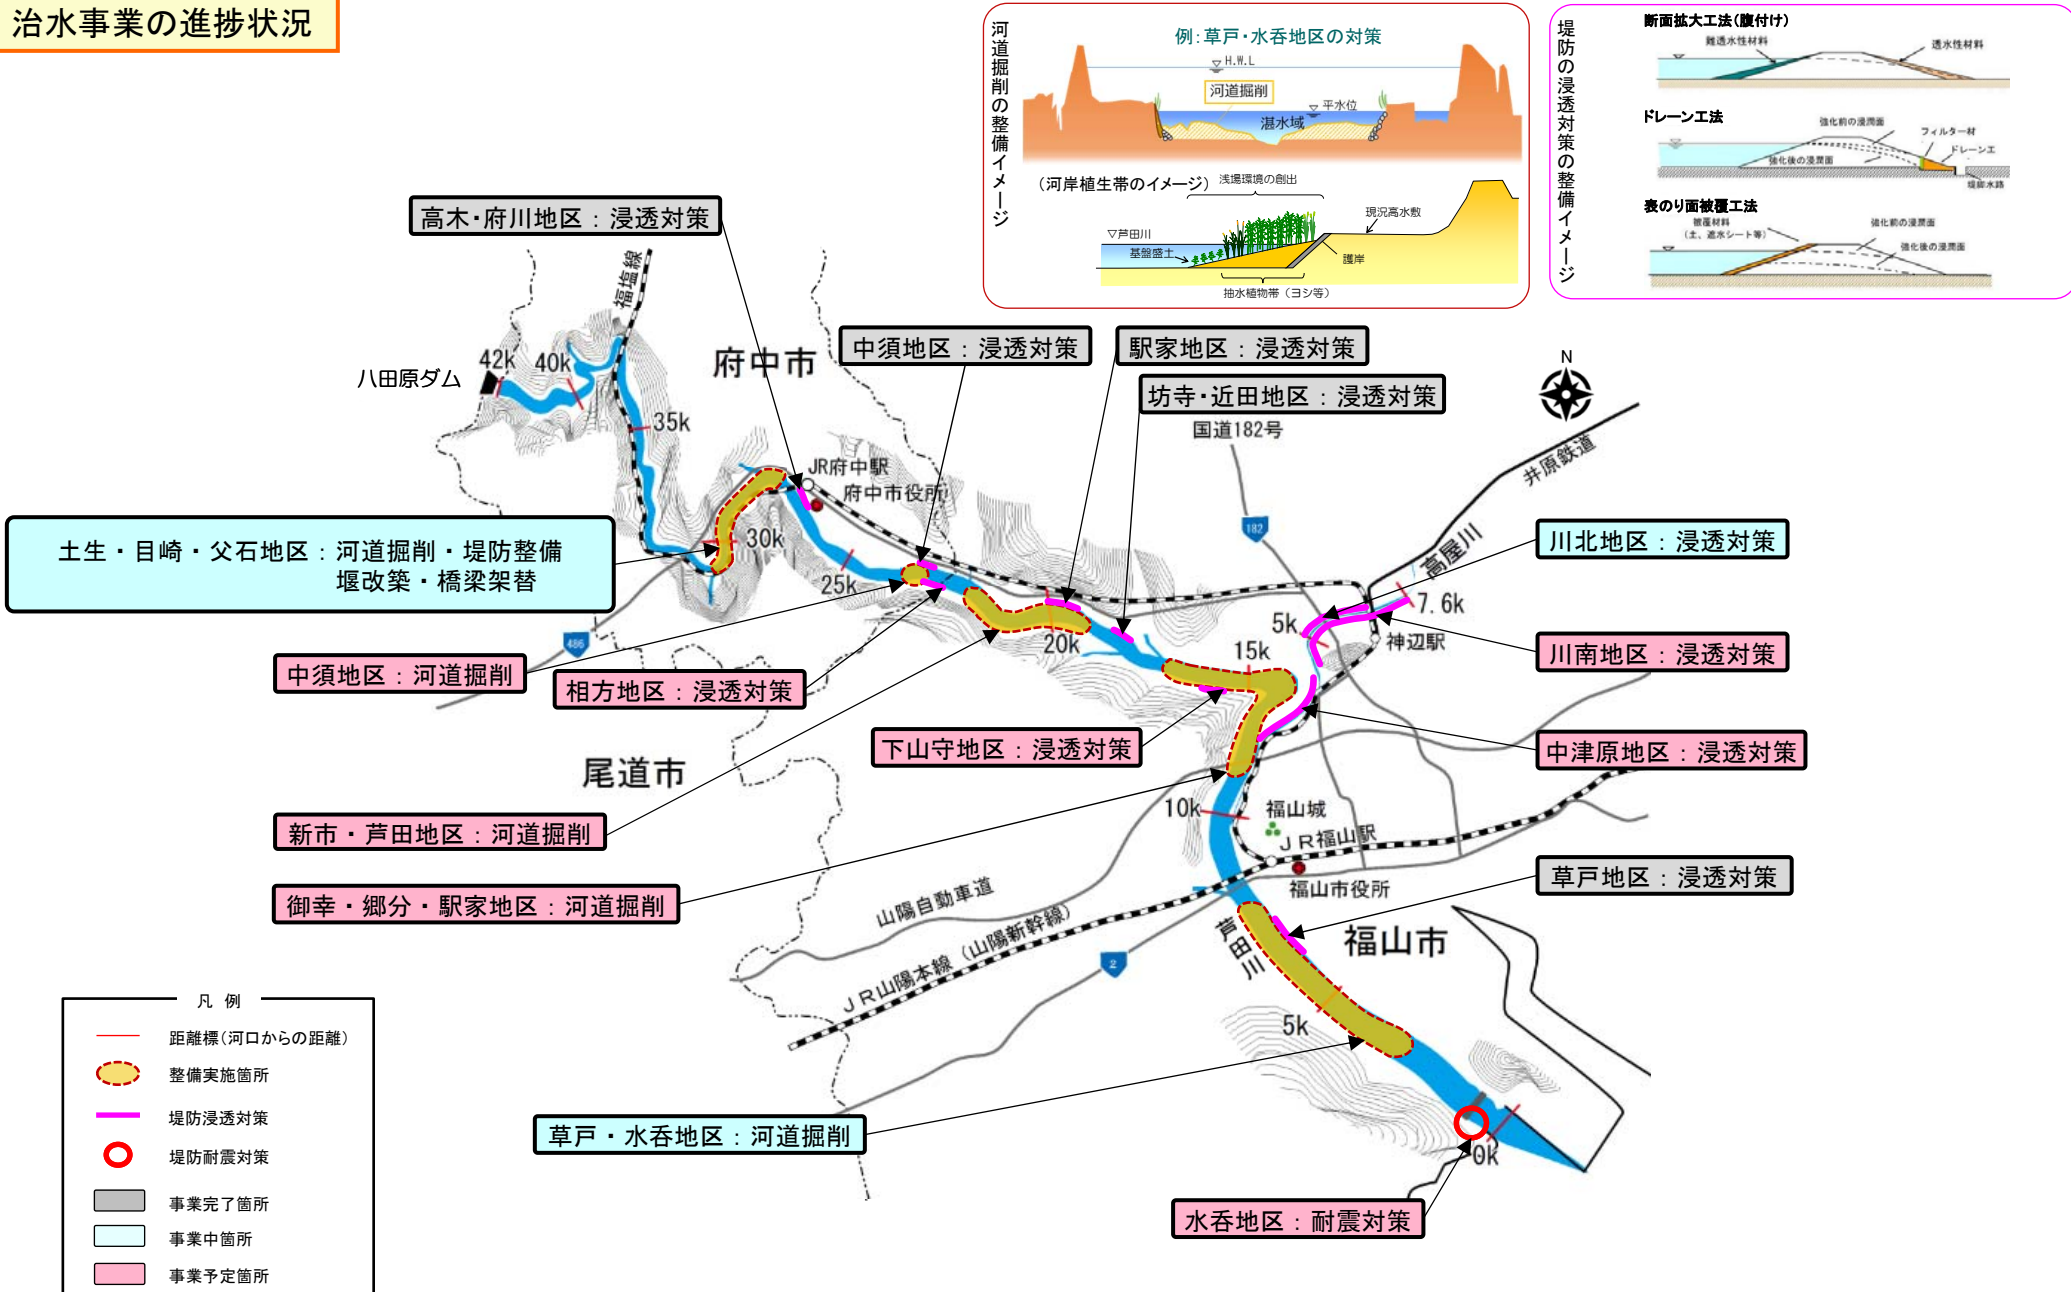 治水事業の進捗状況
河道掘削の整備イメージ
例:草戸・水呑地区の対策
▽H.W.L
河道掘削
▽ 平水位
湛水域
(河岸植生帯のイメージ)
浅場環境の創出
▽芦田川
現況高水敷
基盤盛土
護岸
抽水植物帯(ヨシ等)
堤防の浸透対策の整備イメージ
断面拡大工法(腹付け)
難透水性材料
透水性材料
ドレーン工法
強化前の浸潤面
フィルター材
ドレーン工
強化後の浸潤面
堤脚水路
表のり面被覆工法
被覆材料
(土、遮水シート等)
強化前の浸潤面
強化後の浸潤面
高木・府川地区:浸透対策
中須地区:浸透対策
駅家地区:浸透対策
坊寺・近田地区:浸透対策
福塩線
府中市
八田原ダム
42k
40k
35k
国道182号
N
井原鉄道
JR府中駅
府中市役所
182
高屋川
川北地区:浸透対策
土生・目崎・父石地区:河道掘削・堤防整備
堰改築・橋梁架替
30k
25k
7.6k
5k
神辺駅
486
20k
15k
川南地区:浸透対策
中須地区:河道掘削
相方地区:浸透対策
下山守地区:浸透対策
中津原地区:浸透対策
尾道市
10k
福山城
新市・芦田地区:河道掘削
JR福山駅
福山市役所
草戸地区:浸透対策
御幸・郷分・駅家地区:河道掘削
山陽自動車道
JR山陽本線(山陽新幹線)
2
芦田川
福山市
5k
草戸・水呑地区:河道掘削
0k
水呑地区:耐震対策
凡 例
距離標(河口からの距離)
整備実施箇所
堤防浸透対策
堤防耐震対策
事業完了箇所
事業中箇所
事業予定箇所